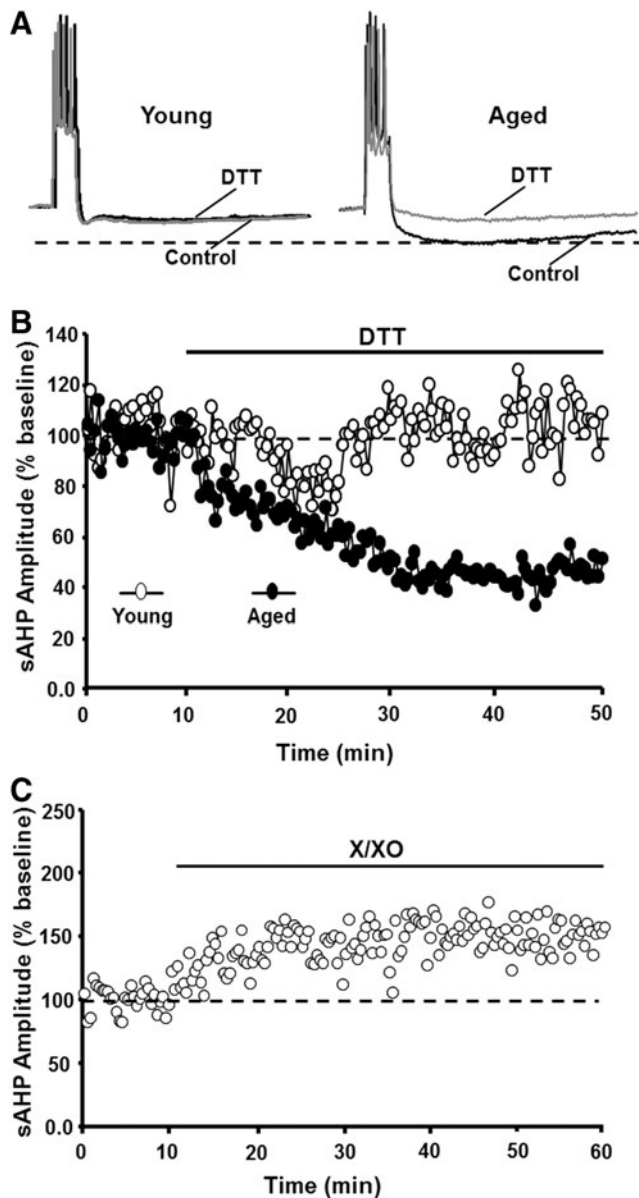 A
Young
Aged
DTT
DTT
Control
Control
B
DTT
140
120
100
80
60
40
20
0.0
sAHP Amplitude (% baseline)
Young
Aged
0
10
20
30
40
50
Time (min)
C
X/XO
250
200
150
100
50
0.0
sAHP Amplitude (% baseline)
0
10
20
30
40
50
60
Time (min)